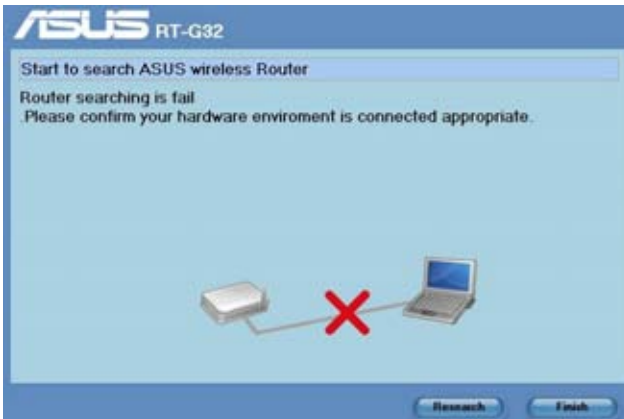 ASUS RT-G32
Start to search ASUS wireless Router
Router searching is fail
.Please confirm your hardware enviroment is connected appropriate.
Research Finish